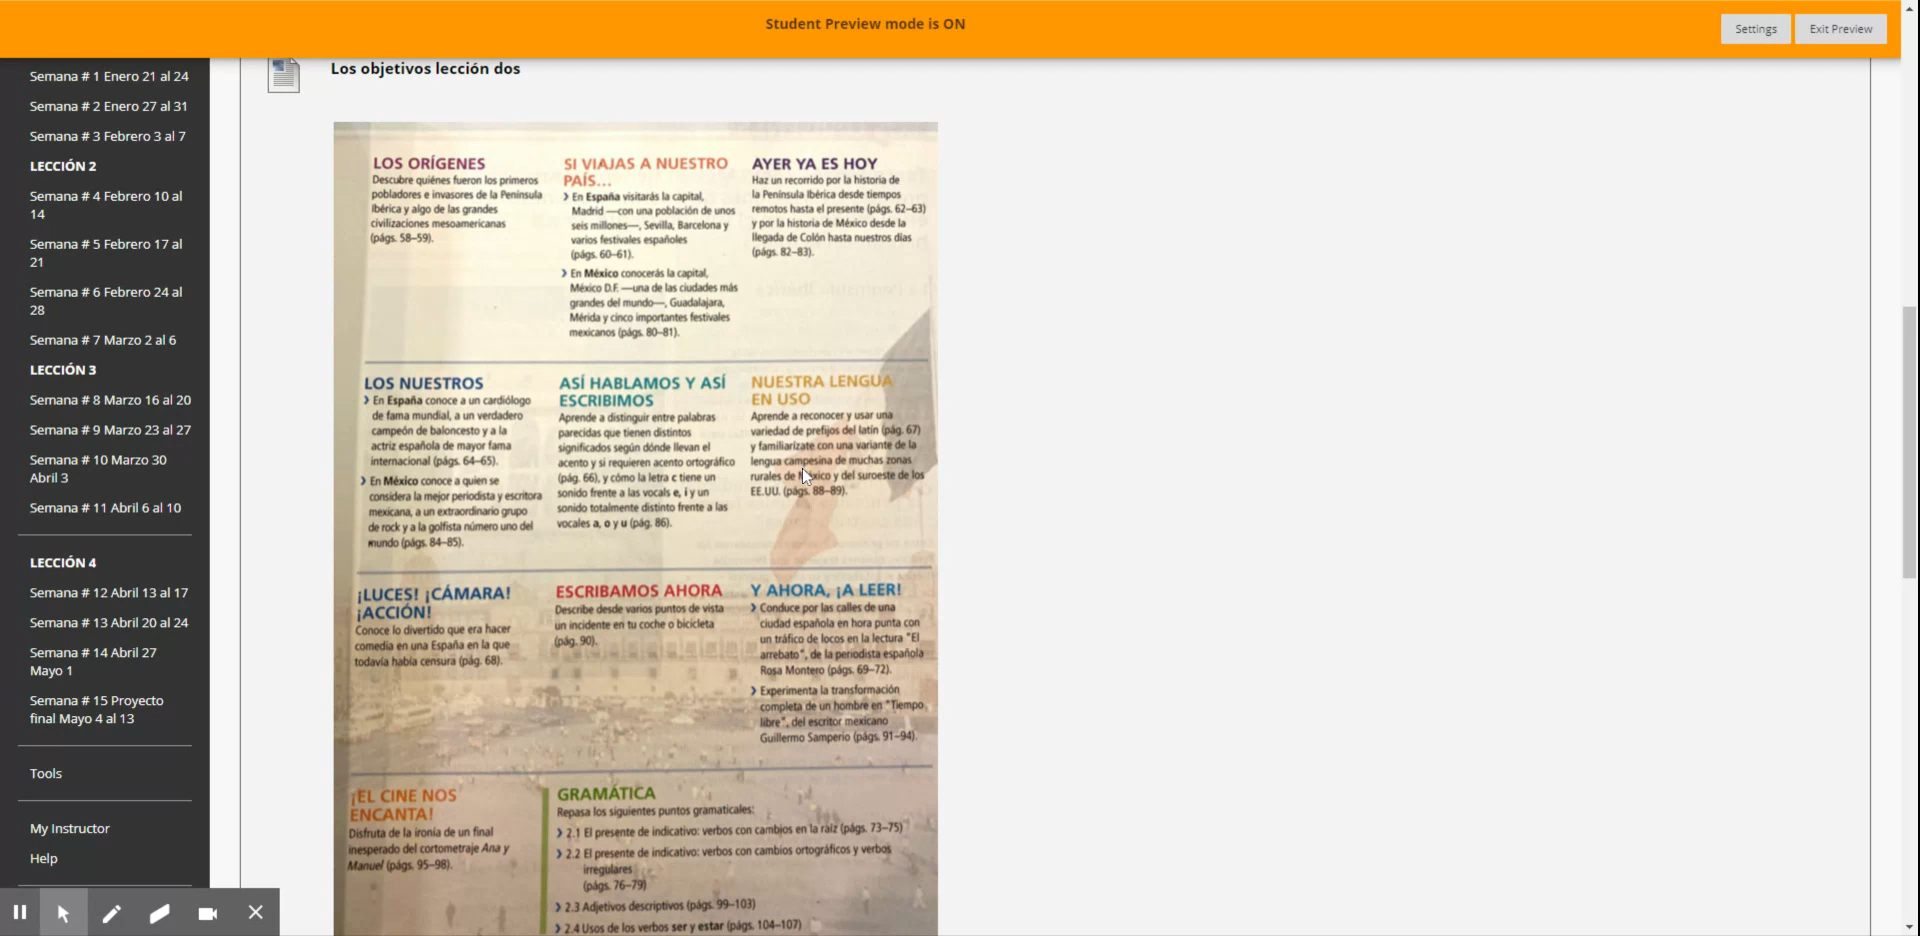 Student Preview mode is ON
Settings
Exit Preview
Semana # 1 Enero 21 al 24
Semana # 2 Enero 27 al 31
Semana # 3 Febrero 3 al 7
LECCIÓN 2
Semana # 4 Febrero 10 al
14
Semana # 5 Febrero 17 al
21
Semana # 6 Febrero 24 al
28
Semana # 7 Marzo 2 al 6
LECCIÓN 3
Semana # 8 Marzo 16 al 20
Semana # 9 Marzo 23 al 27
Semana # 10 Marzo 30
Abril 3
Semana # 11 Abril 6 al 10
LECCIÓN 4
Semana # 12 Abril 13 al 17
Semana # 13 Abril 20 al 24
Semana # 14 Abril 27
Mayo 1
Semana # 15 Proyecto
final Mayo 4 al 13
Tools
My Instructor
Help
Los objetivos lección dos
LOS ORÍGENES
Descubre quiénes fueron los primeros
pobladores e invasores de la Península
Ibérica y algo de las grandes
civilizaciones mesoamericanas
(págs. 58–59).
SI VIAJAS A NUESTRO
PAÍS...
› En España visitarás la capital,
Madrid —con una población de unos
seis millones—, Sevilla, Barcelona y
varios festivales españoles
(págs. 60–61).
› En México conocerás la capital,
México D.F. —una de las ciudades más
grandes del mundo—, Guadalajara,
Mérida y cinco importantes festivales
mexicanos (págs. 80–81).
AYER YA ES HOY
Haz un recorrido por la historia de
la Península Ibérica desde tiempos
remotos hasta el presente (págs. 62–63)
y por la historia de México desde la
llegada de Colón hasta nuestros días
(págs. 82–83).
LOS NUESTROS
› En España conoce a un cardiólogo
de fama mundial, a un verdadero
campeón de baloncesto y a la
actriz española de mayor fama
internacional (págs. 64–65).
› En México conoce a quien se
considera la mejor periodista y escritora
mexicana, a un extraordinario grupo
de rock y a la golfista número uno del
mundo (págs. 84–85).
ASÍ HABLAMOS Y ASÍ
ESCRIBIMOS
Aprende a distinguir entre palabras
parecidas que tienen distintos
significados según dónde llevan el
acento y si requieren acento ortográfico
(pág. 66), y cómo la letra c tiene un
sonido frente a las vocals e, i y un
sonido totalmente distinto frente a las
vocales a, o y u (pág. 86).
NUESTRA LENGUA
EN USO
Aprende a reconocer y usar una
variedad de prefijos del latín (pág. 67)
y familiarízate con una variante de la
lengua campesina de muchas zonas
rurales de México y del suroeste de los
EE.UU. (págs. 88–89).
¡LUCES! ¡CÁMARA!
¡ACCIÓN!
Conoce lo divertido que era hacer
comedia en una España en la que
todavía había censura (pág. 68).
ESCRIBAMOS AHORA
Describe desde varios puntos de vista
un incidente en tu coche o bicicleta
(pág. 90).
Y AHORA, ¡A LEER!
› Conduce por las calles de una
ciudad española en hora punta con
un tráfico de locos en la lectura "El
arrebato", de la periodista española
Rosa Montero (págs. 69–72).
› Experimenta la transformación
completa de un hombre en "Tiempo
libre", del escritor mexicano
Guillermo Samperio (págs. 91–94).
¡EL CINE NOS
ENCANTA!
Disfruta de la ironía de un final
inesperado del cortometraje Ana y
Manuel (págs. 95–98).
GRAMÁTICA
Repasa los siguientes puntos gramaticales:
› 2.1 El presente de indicativo: verbos con cambios en la raíz (págs. 73–75)
› 2.2 El presente de indicativo: verbos con cambios ortográficos y verbos
irregulares
(págs. 76–79)
› 2.3 Adjetivos descriptivos (págs. 99–103)
› 2.4 Usos de los verbos ser y estar (págs. 104–107)